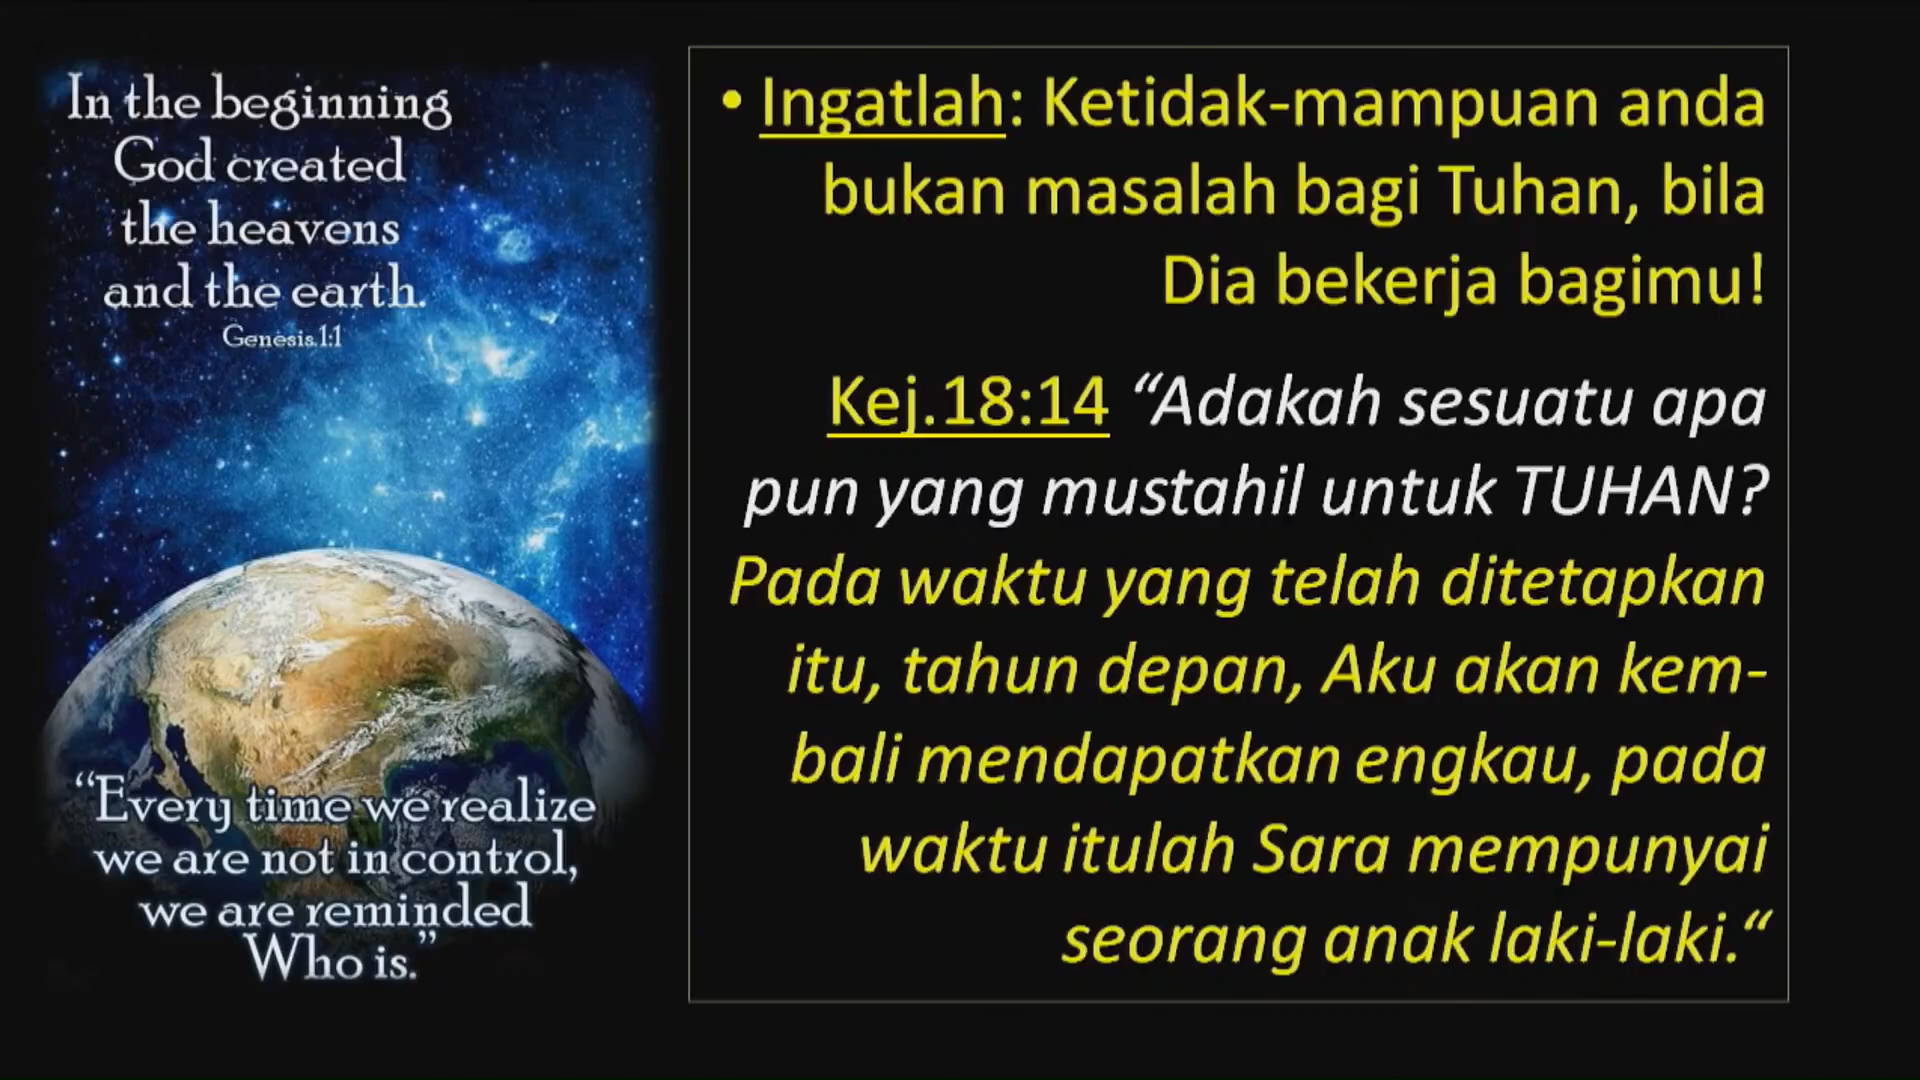 In the beginning
God created
the heavens
and the earth.
Genesis 1:1
“Every time we realize
we are not in control,
we are reminded
Who is.”
• Ingatlah: Ketidak-mampuan anda
bukan masalah bagi Tuhan, bila
Dia bekerja bagimu!
Kej.18:14 “Adakah sesuatu apa
pun yang mustahil untuk TUHAN?
Pada waktu yang telah ditetapkan
itu, tahun depan, Aku akan kem-
bali mendapatkan engkau, pada
waktu itulah Sara mempunyai
seorang anak laki-laki.“